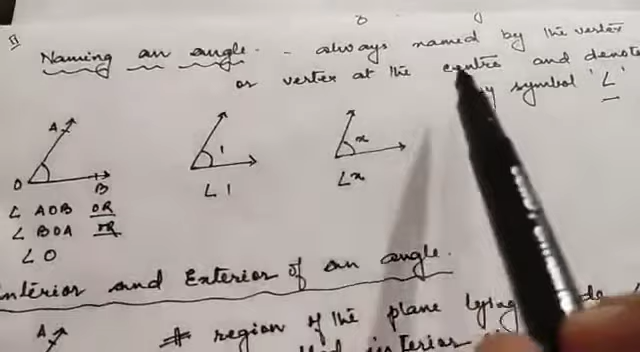 Naming an angle. - always named by the vertex
or vertex at the centre and denote
symbol '∠'
A
O
B
1
x
∠ AOB OR
∠ BOA OR
∠ O
∠ 1
∠ x
Interior and Exterior of an angle.
A
# region of the plane lying
interior